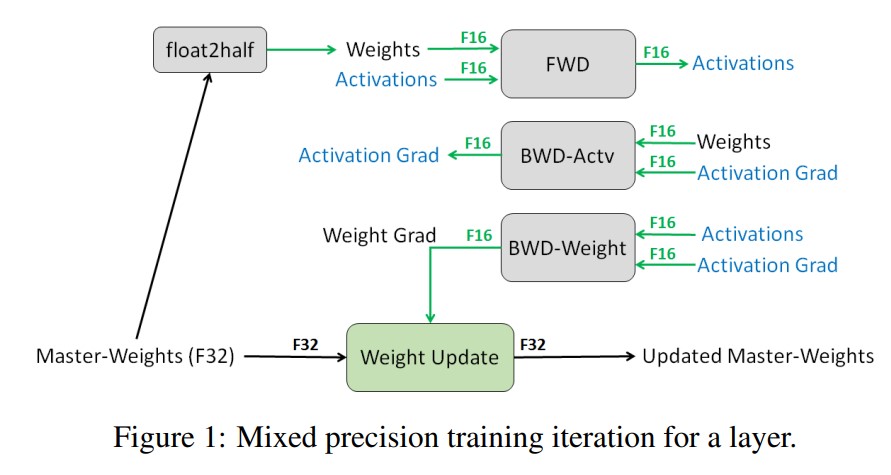 float2half
Weights
F16
FWD
F16
Activations
Activations
F16
Activation Grad
F16
BWD-Actv
F16
Weights
F16
Activation Grad
Weight Grad
F16
BWD-Weight
F16
Activations
F16
Activation Grad
Master-Weights (F32)
F32
Weight Update
F32
Updated Master-Weights
Figure 1: Mixed precision training iteration for a layer.